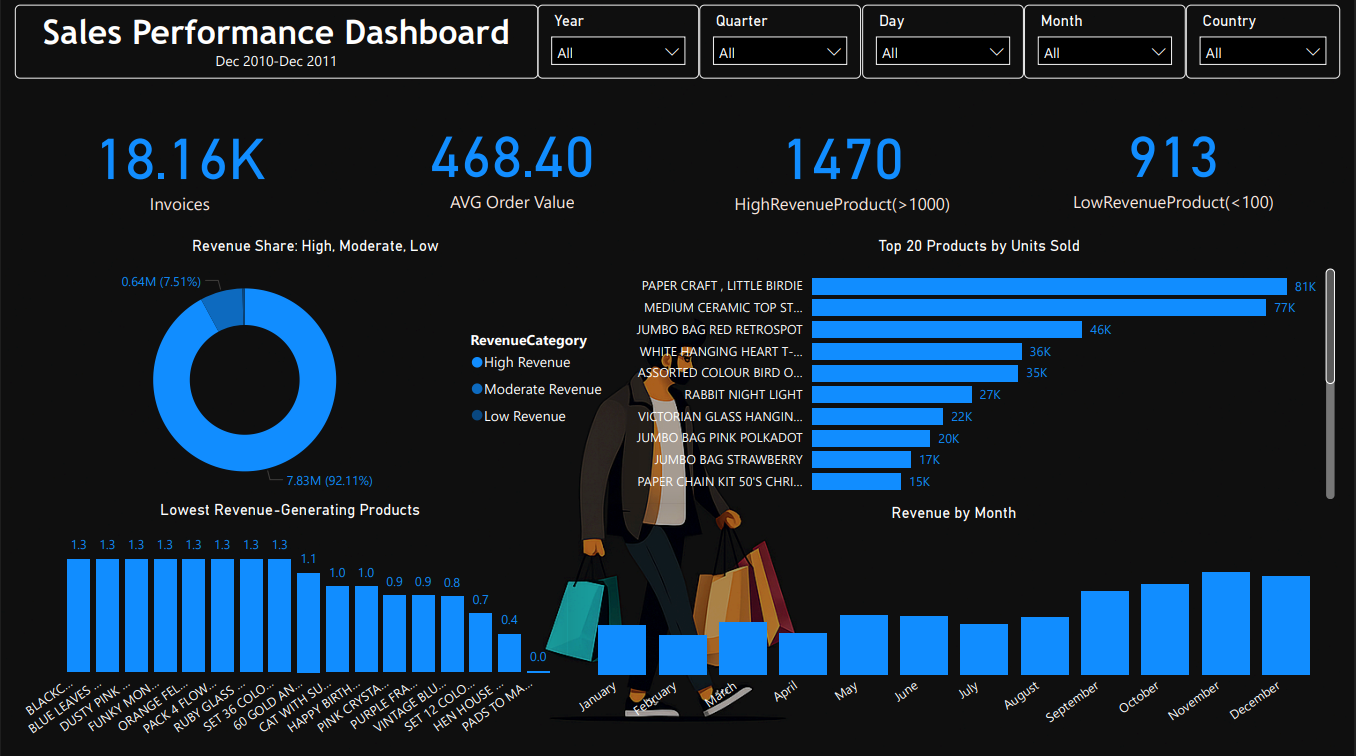 Sales Performance Dashboard
Dec 2010-Dec 2011
Year
All
Quarter
All
Day
All
Month
All
Country
All
18.16K
Invoices
468.40
AVG Order Value
1470
HighRevenueProduct(>1000)
913
LowRevenueProduct(<100)
Revenue Share: High, Moderate, Low
0.64M (7.51%)
7.83M (92.11%)
RevenueCategory
High Revenue
Moderate Revenue
Low Revenue
Top 20 Products by Units Sold
PAPER CRAFT , LITTLE BIRDIE 81K
MEDIUM CERAMIC TOP ST... 77K
JUMBO BAG RED RETROSPOT 46K
WHITE HANGING HEART T-... 36K
ASSORTED COLOUR BIRD O... 35K
RABBIT NIGHT LIGHT 27K
VICTORIAN GLASS HANGIN... 22K
JUMBO BAG PINK POLKADOT 20K
JUMBO BAG STRAWBERRY 17K
PAPER CHAIN KIT 50'S CHRI... 15K
Lowest Revenue-Generating Products
1.3 1.3 1.3 1.3 1.3 1.3 1.3 1.3 1.1 1.0 1.0 0.9 0.9 0.8 0.7 0.4 0.0
BLACKC...
BLUE LEAVES ...
DUSTY PINK ...
FUNKY MON...
ORANGE FEL...
PACK 4 FLOW...
RUBY GLASS ...
SET 36 COLO...
60 GOLD AN...
CAT WITH SU...
HAPPY BIRTH...
PINK CRYSTA...
PURPLE FRA...
VINTAGE BLU...
SET 12 COLO...
HEN HOUSE ...
PADS TO MA...
Revenue by Month
January
February
March
April
May
June
July
August
September
October
November
December